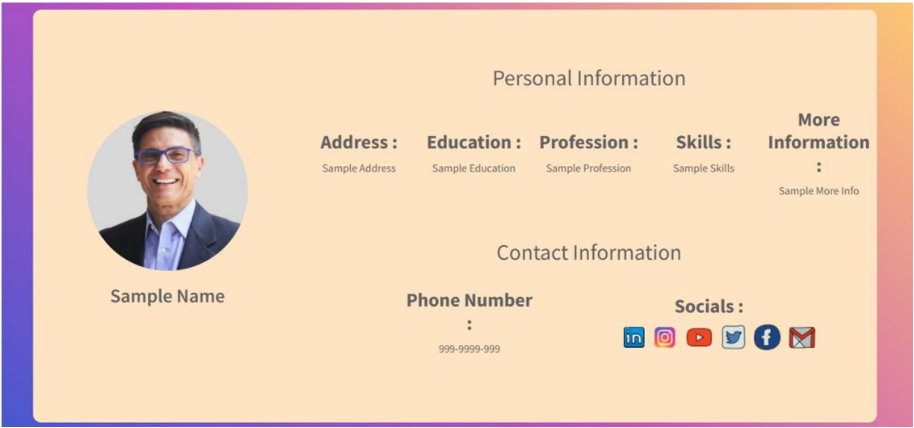 Personal Information
Address :
Sample Address
Education :
Sample Education
Profession :
Sample Profession
Skills :
Sample Skills
More
Information
:
Sample More Info
Sample Name
Contact Information
Phone Number
:
999-9999-999
Socials :
in